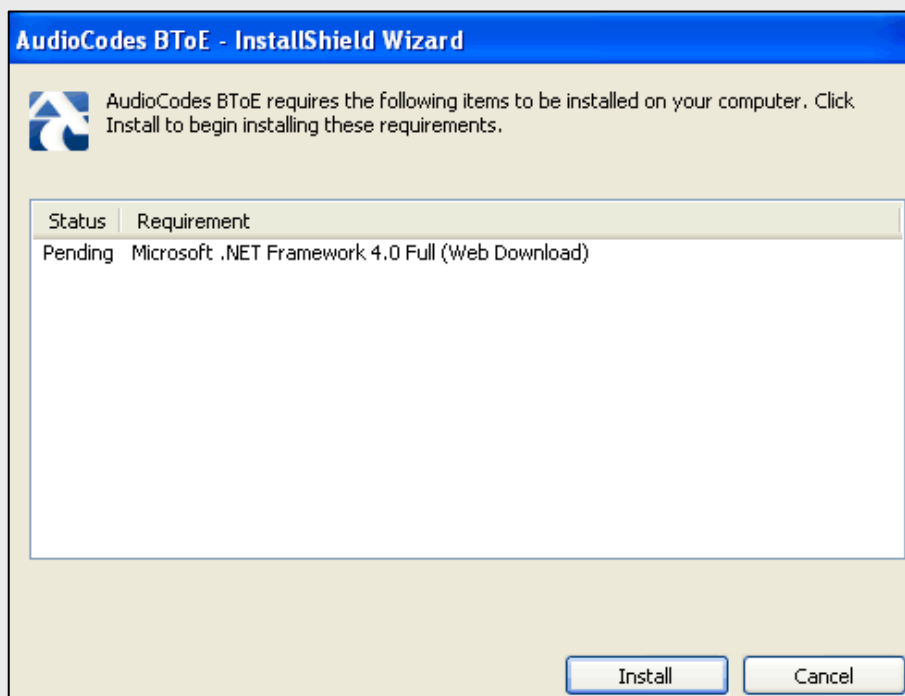 AudioCodes BToE - InstallShield Wizard
AudioCodes BToE requires the following items to be installed on your computer. Click
Install to begin installing these requirements.
Status Requirement
Pending Microsoft .NET Framework 4.0 Full (Web Download)
Install Cancel